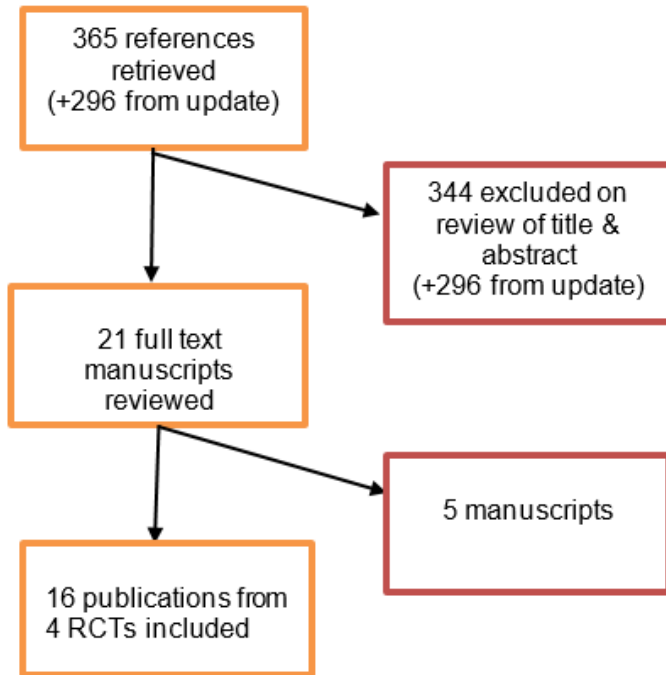 365 references
retrieved
(+296 from update)
344 excluded on
review of title &
abstract
(+296 from update)
21 full text
manuscripts
reviewed
5 manuscripts
16 publications from
4 RCTs included